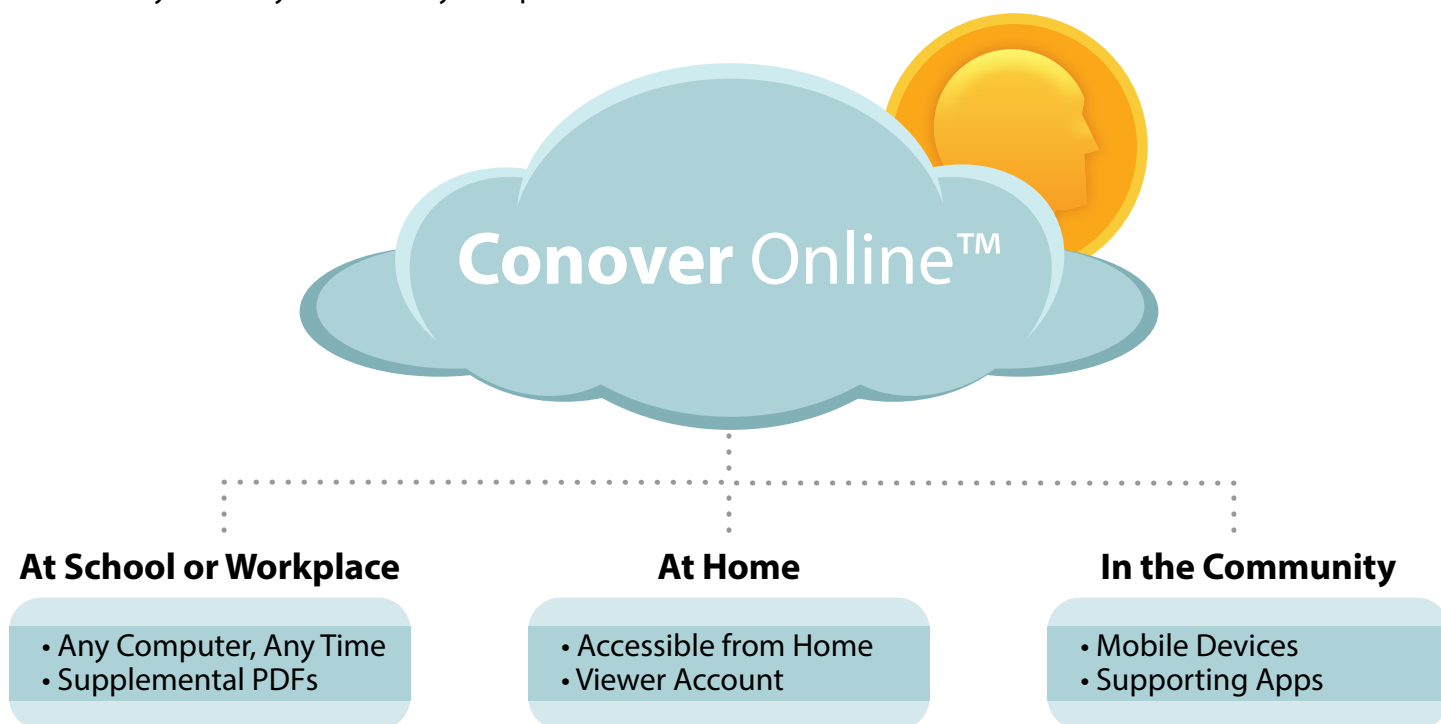 Conover Online™
At School or Workplace
• Any Computer, Any Time
• Supplemental PDFs
At Home
• Accessible from Home
• Viewer Account
In the Community
• Mobile Devices
• Supporting Apps